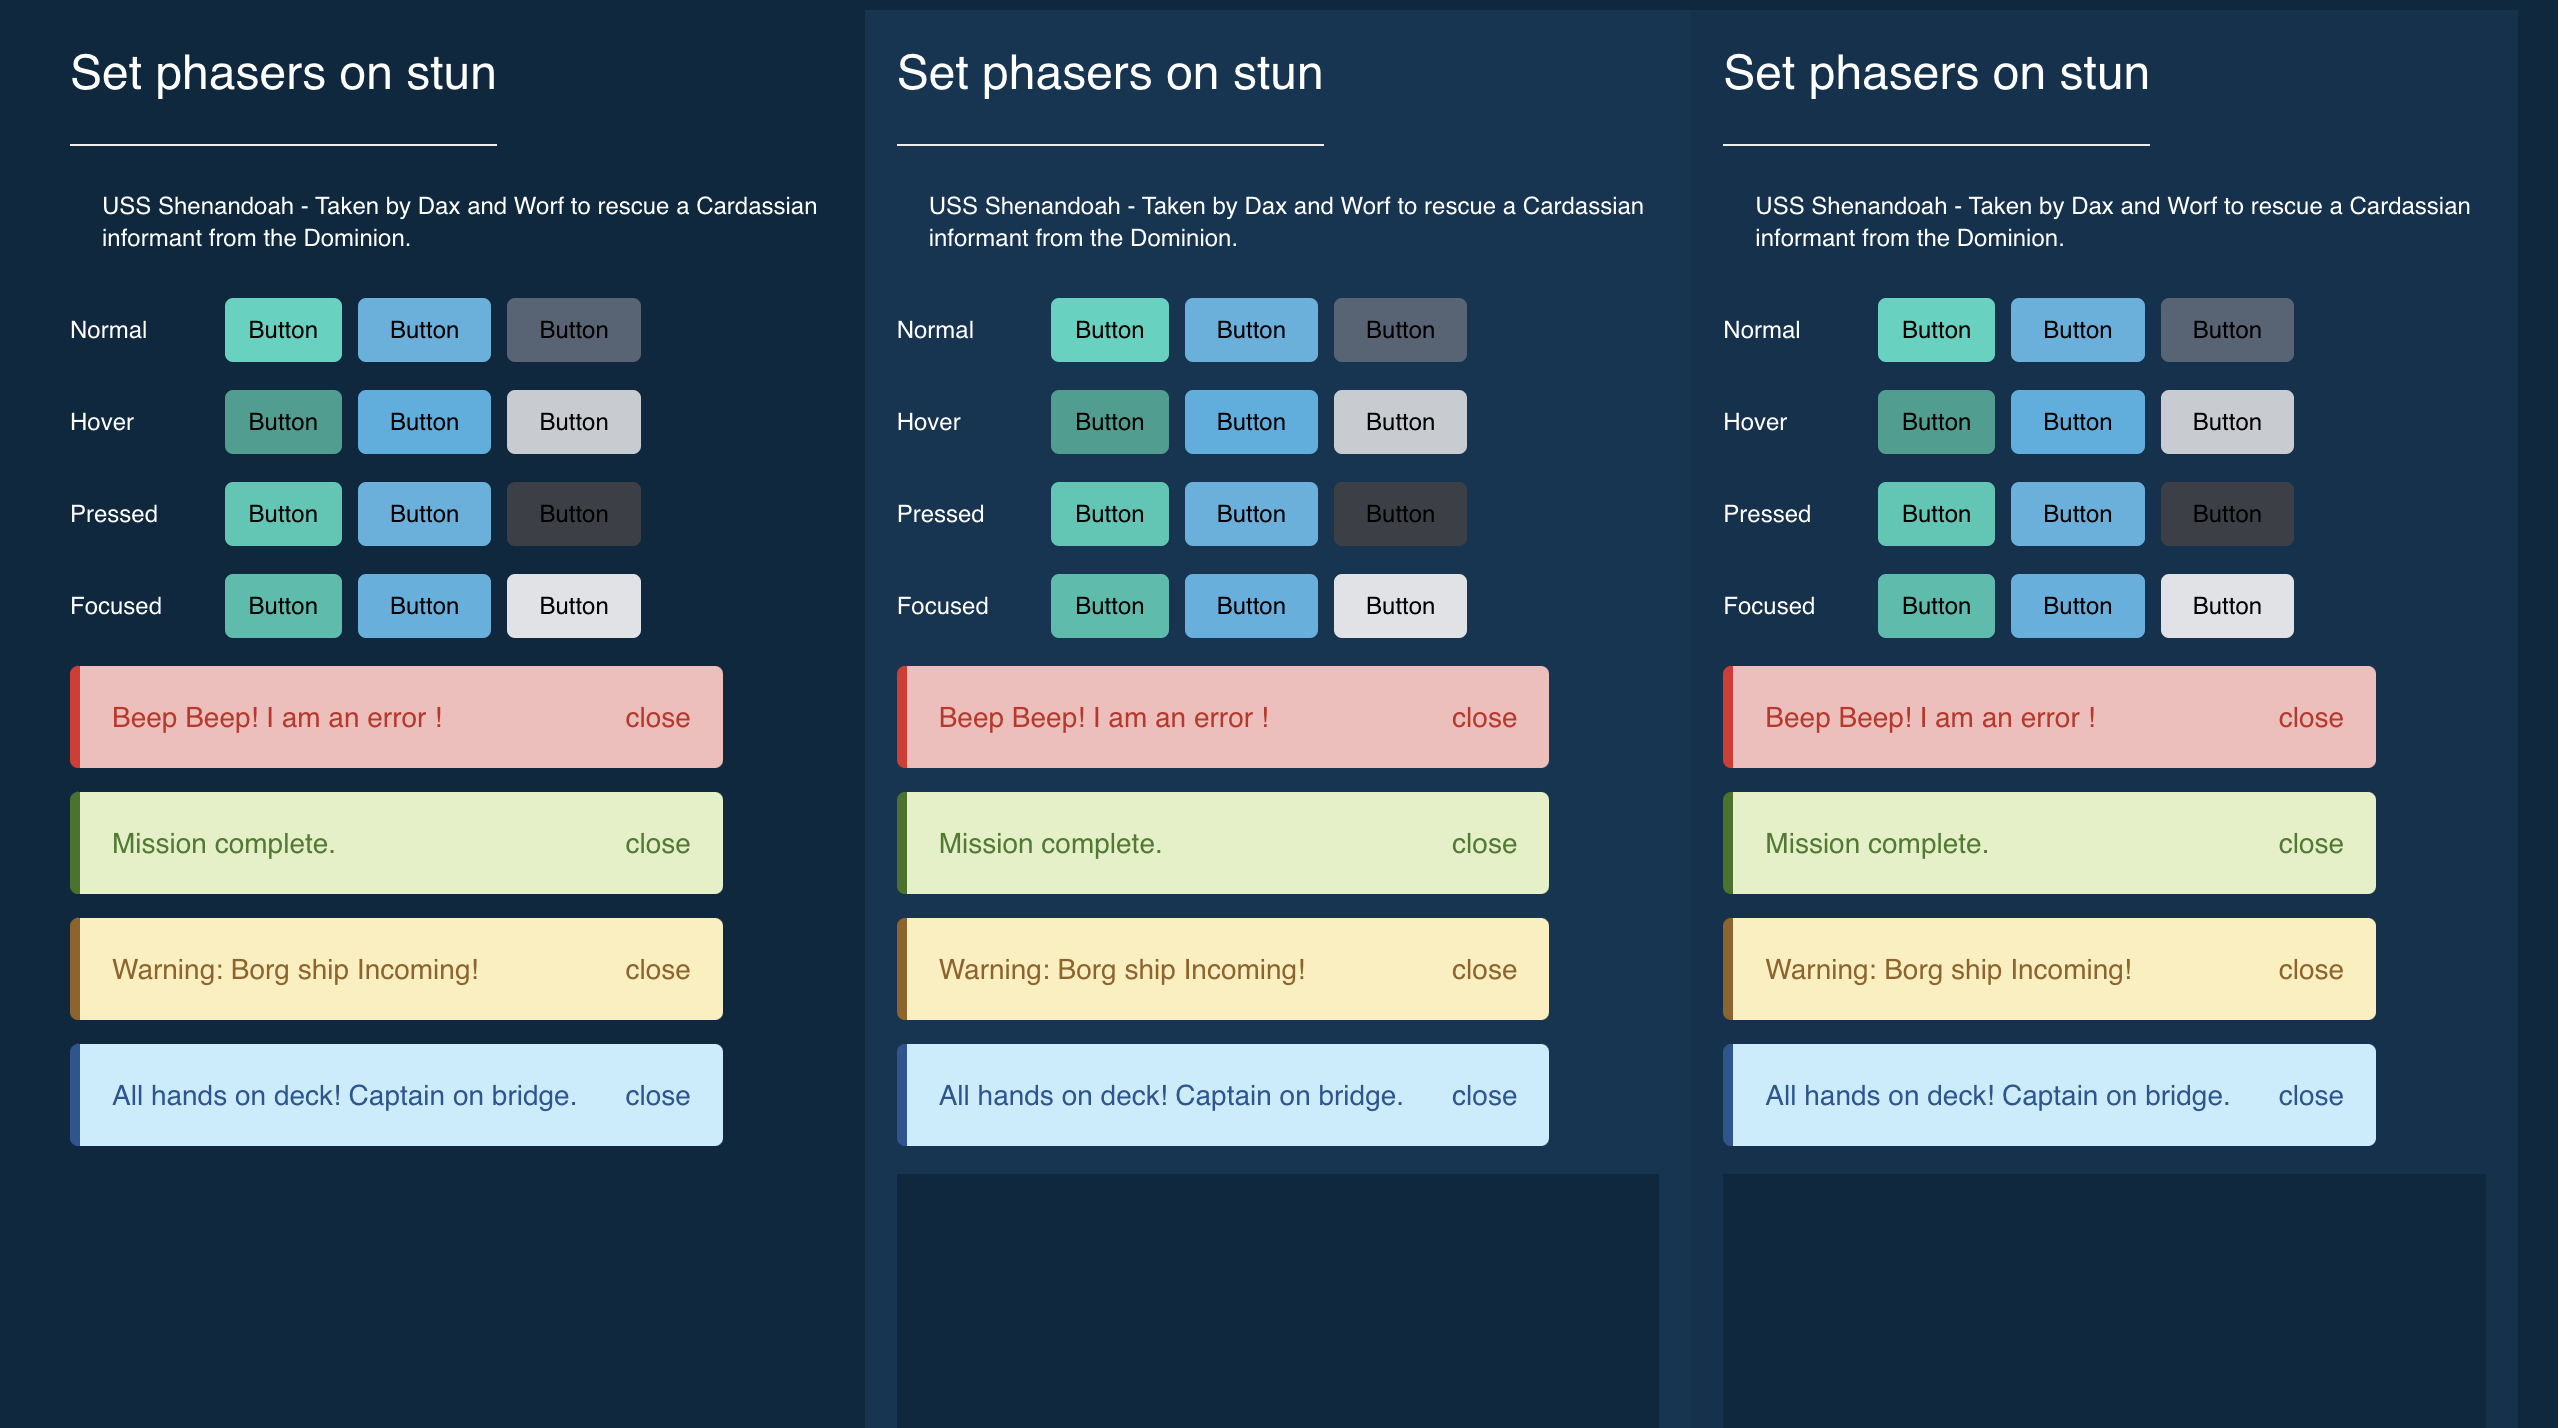 Set phasers on stun
USS Shenandoah - Taken by Dax and Worf to rescue a Cardassian
informant from the Dominion.
Normal Button Button Button
Hover Button Button Button
Pressed Button Button Button
Focused Button Button Button
Beep Beep! I am an error ! close
Mission complete. close
Warning: Borg ship Incoming! close
All hands on deck! Captain on bridge. close
Set phasers on stun
USS Shenandoah - Taken by Dax and Worf to rescue a Cardassian
informant from the Dominion.
Normal Button Button Button
Hover Button Button Button
Pressed Button Button Button
Focused Button Button Button
Beep Beep! I am an error ! close
Mission complete. close
Warning: Borg ship Incoming! close
All hands on deck! Captain on bridge. close
Set phasers on stun
USS Shenandoah - Taken by Dax and Worf to rescue a Cardassian
informant from the Dominion.
Normal Button Button Button
Hover Button Button Button
Pressed Button Button Button
Focused Button Button Button
Beep Beep! I am an error ! close
Mission complete. close
Warning: Borg ship Incoming! close
All hands on deck! Captain on bridge. close